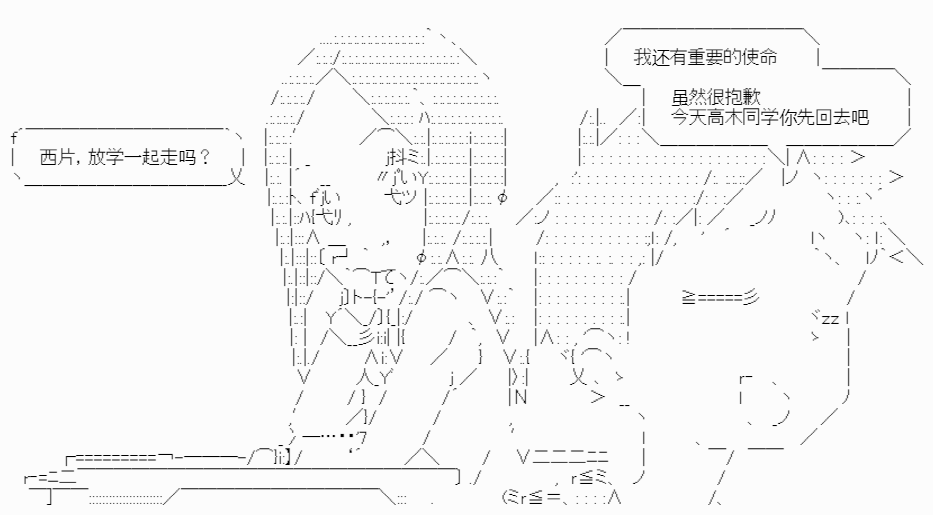 西片，放学一起走吗？
我还有重要的使命
虽然很抱歉
今天高木同学你先回去吧